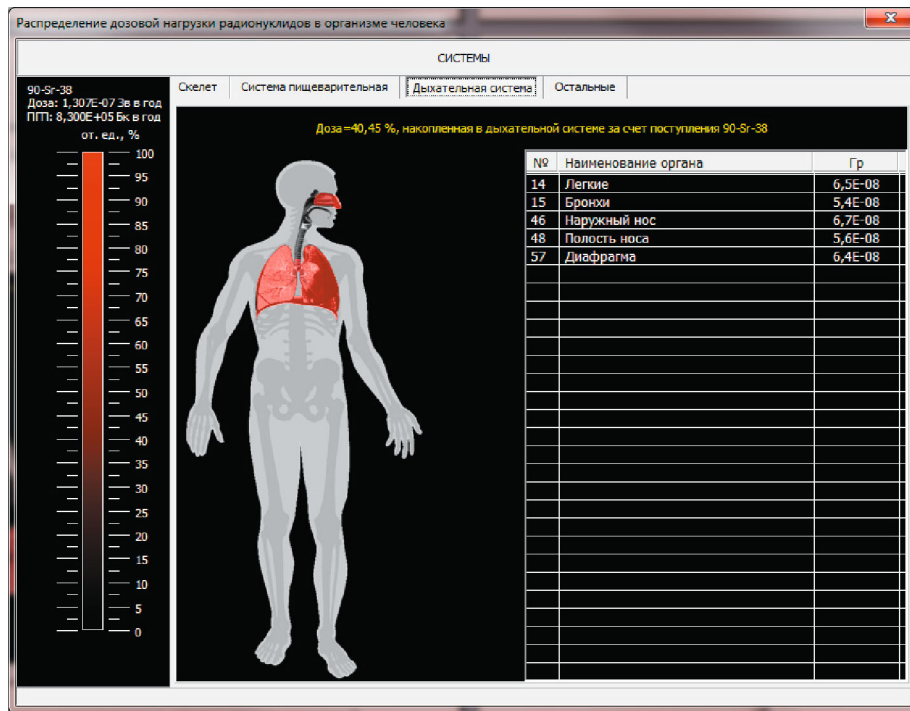 Распределение дозовой нагрузки радионуклидов в организме человека
СИСТЕМЫ
90-Sr-38
Доза: 1,307E-07 Зв в год
ПГП: 8,300E+05 Бк в год
от. ед., %
100
95
90
85
80
75
70
65
60
55
50
45
40
35
30
25
20
15
10
5
0
Скелет Система пищеварительная Дыхательная система Остальные
Доза=40,45 %, накопленная в дыхательной системе за счет поступления 90-Sr-38
№ Наименование органа Гр
14 Легкие 6,5E-08
15 Бронхи 5,4E-08
46 Наружный нос 6,7E-08
48 Полость носа 5,6E-08
57 Диафрагма 6,4E-08